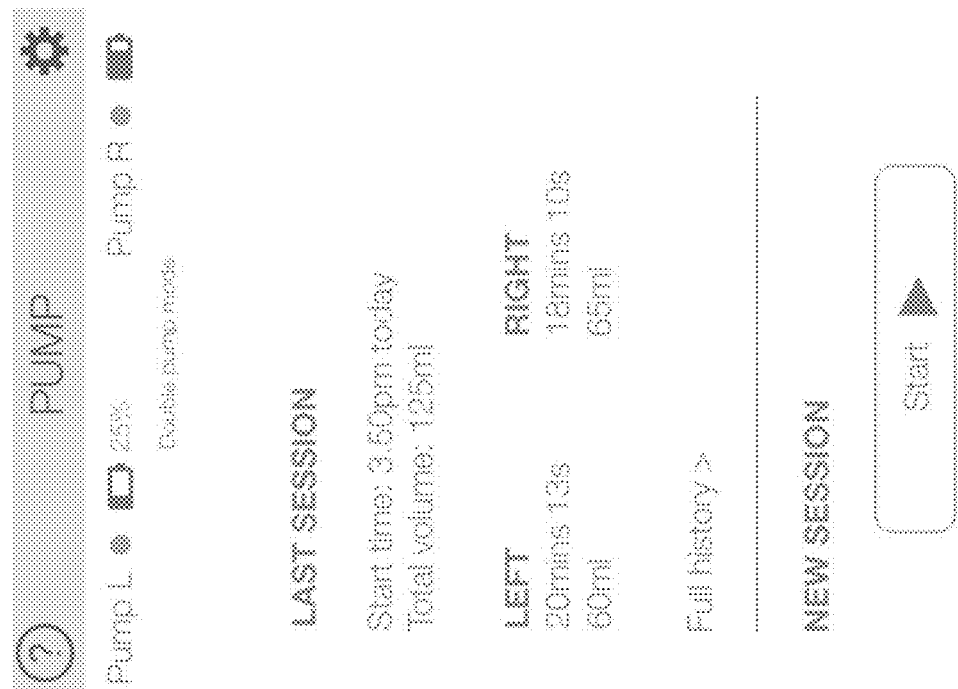 ? PUMP
Pump L 25% Pump R
Double pump mode
LAST SESSION
Start time: 3.50pm today
Total volume: 125ml
LEFT RIGHT
20mins 13s 18mins 10s
60ml 65ml
Full history >
NEW SESSION
Start